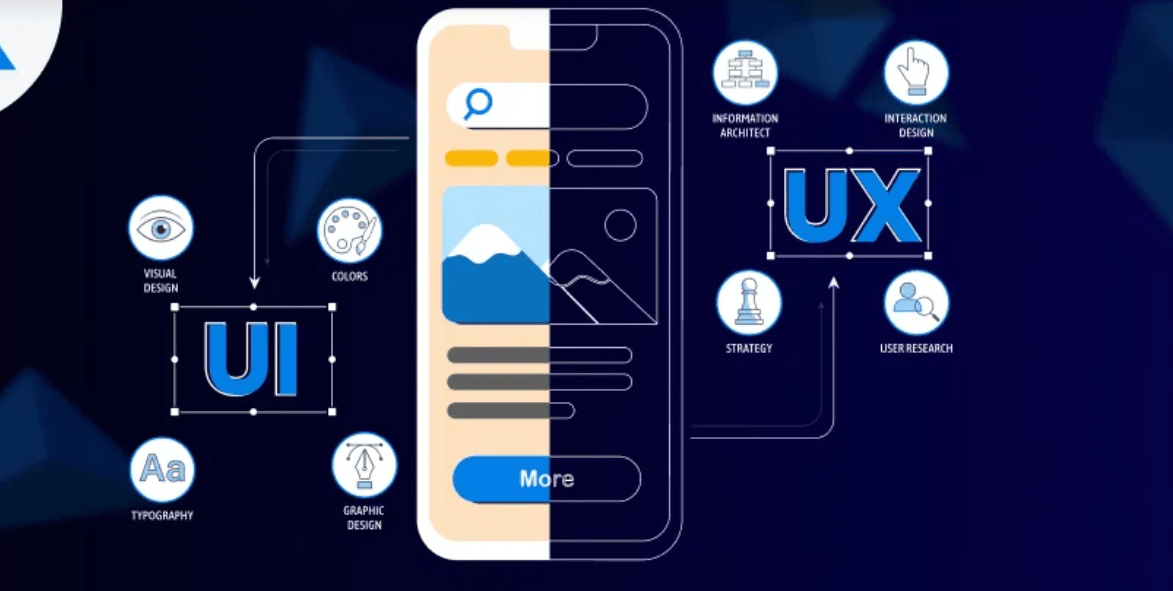 INFORMATION
ARCHITECT
INTERACTION
DESIGN
UX
STRATEGY
USER RESEARCH
VISUAL
DESIGN
COLORS
UI
Aa
TYPOGRAPHY
GRAPHIC
DESIGN
More